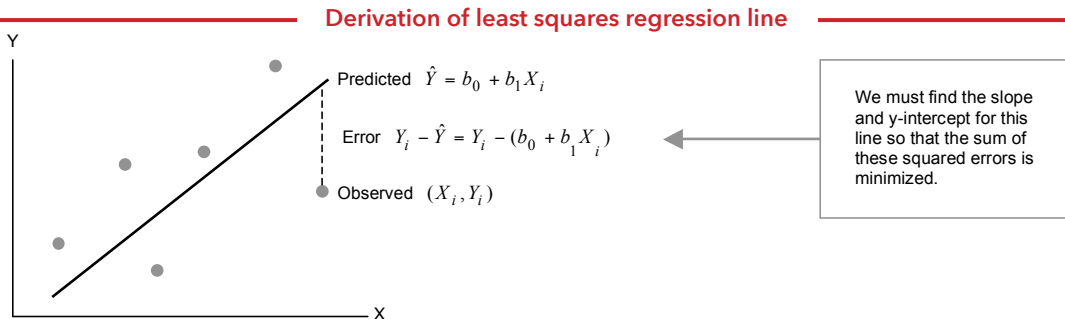 Derivation of least squares regression line
Y
Predicted Ŷ = b₀ + b₁Xᵢ
Error Yᵢ − Ŷ = Yᵢ − (b₀ + b₁Xᵢ)
Observed (Xᵢ, Yᵢ)
X
We must find the slope
and y-intercept for this
line so that the sum of
these squared errors is
minimized.